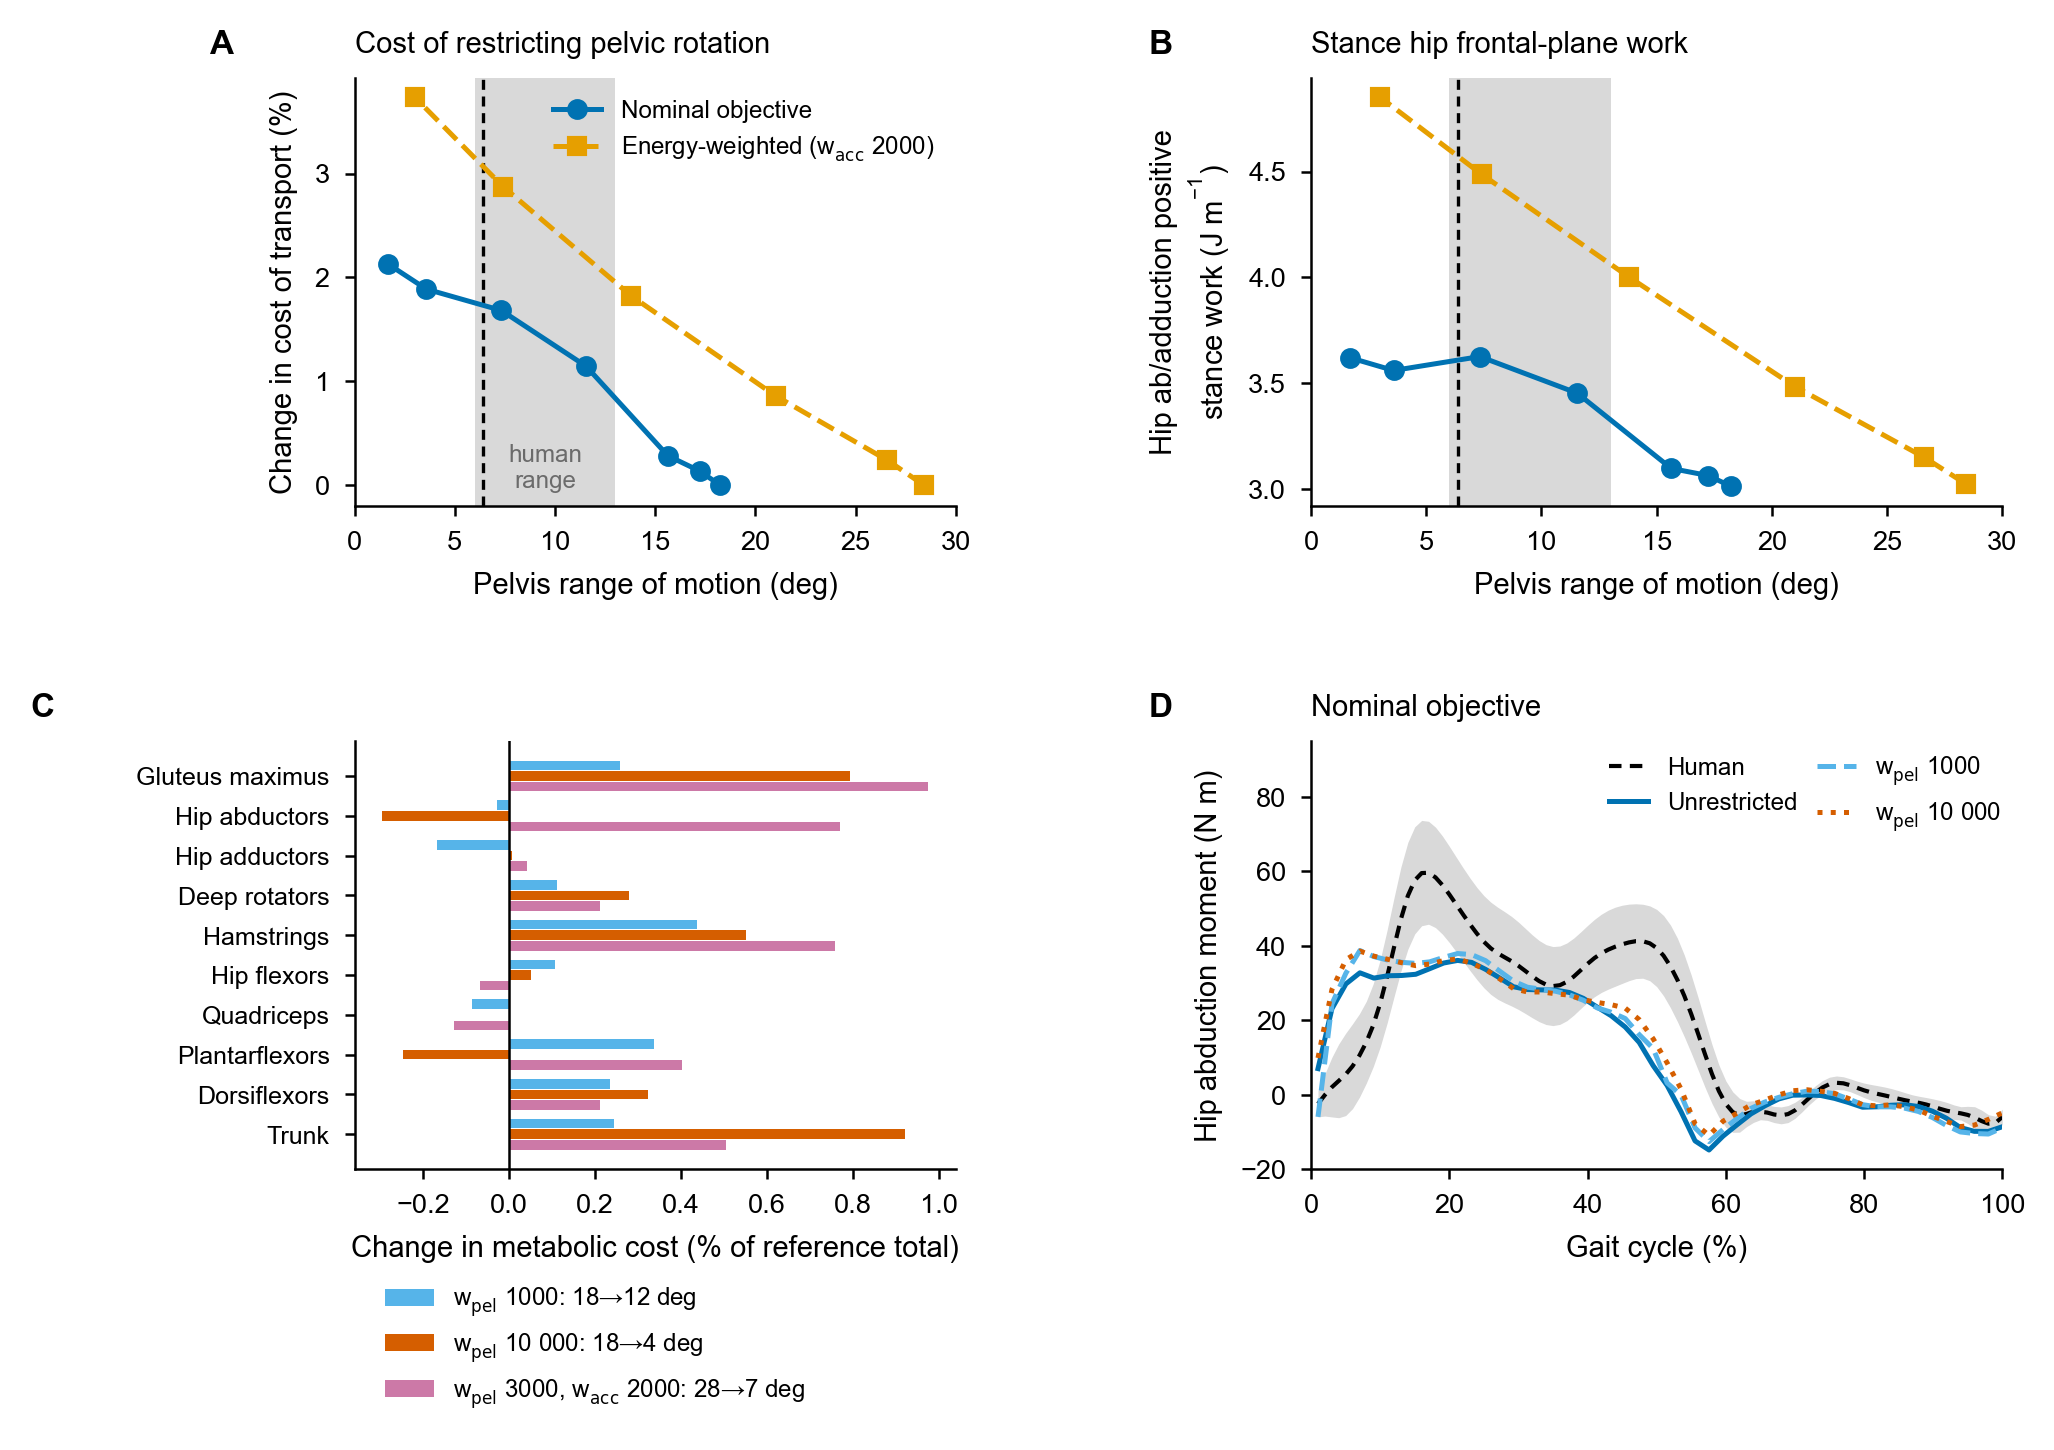 A
Cost of restricting pelvic rotation
Change in cost of transport (%)
3
2
1
0
Nominal objective
Energy-weighted (wacc 2000)
human
range
0 5 10 15 20 25 30
Pelvis range of motion (deg)
B
Stance hip frontal-plane work
Hip ab/adduction positive
stance work (J m−1)
4.5
4.0
3.5
3.0
0 5 10 15 20 25 30
Pelvis range of motion (deg)
C
Gluteus maximus
Hip abductors
Hip adductors
Deep rotators
Hamstrings
Hip flexors
Quadriceps
Plantarflexors
Dorsiflexors
Trunk
−0.2 0.0 0.2 0.4 0.6 0.8 1.0
Change in metabolic cost (% of reference total)
wpel 1000: 18→12 deg
wpel 10 000: 18→4 deg
wpel 3000, wacc 2000: 28→7 deg
D
Nominal objective
Hip abduction moment (N m)
80
60
40
20
0
−20
Human
Unrestricted
wpel 1000
wpel 10 000
0 20 40 60 80 100
Gait cycle (%)